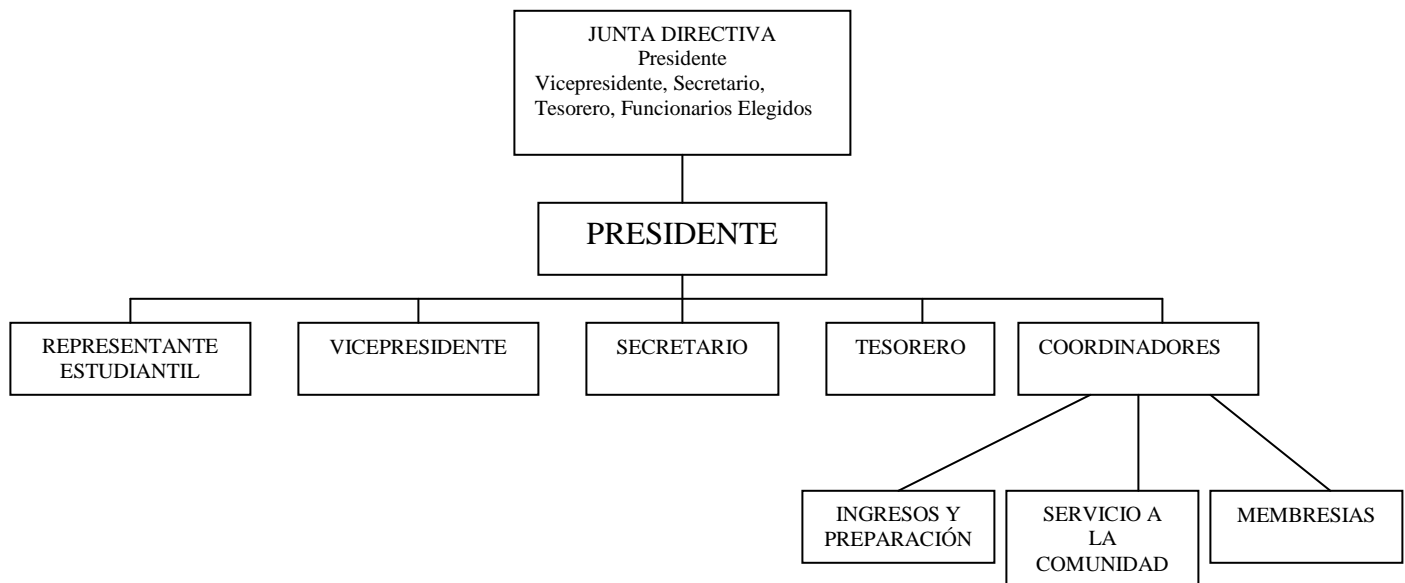 JUNTA DIRECTIVA
Presidente
Vicepresidente, Secretario,
Tesorero, Funcionarios Elegidos
PRESIDENTE
REPRESENTANTE
ESTUDIANTIL
VICEPRESIDENTE
SECRETARIO
TESORERO
COORDINADORES
INGRESOS Y
PREPARACIÓN
SERVICIO A
LA
COMUNIDAD
MEMBRESIAS